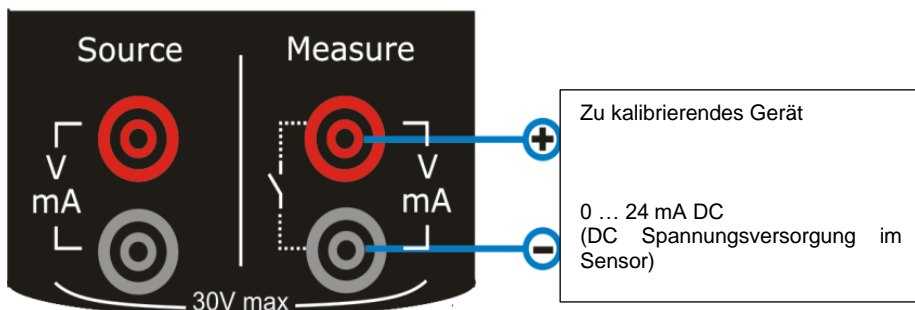 Source
Measure
V
mA
V
mA
30V max
+
−
Zu kalibrierendes Gerät
0 … 24 mA DC
(DC Spannungsversorgung im
Sensor)